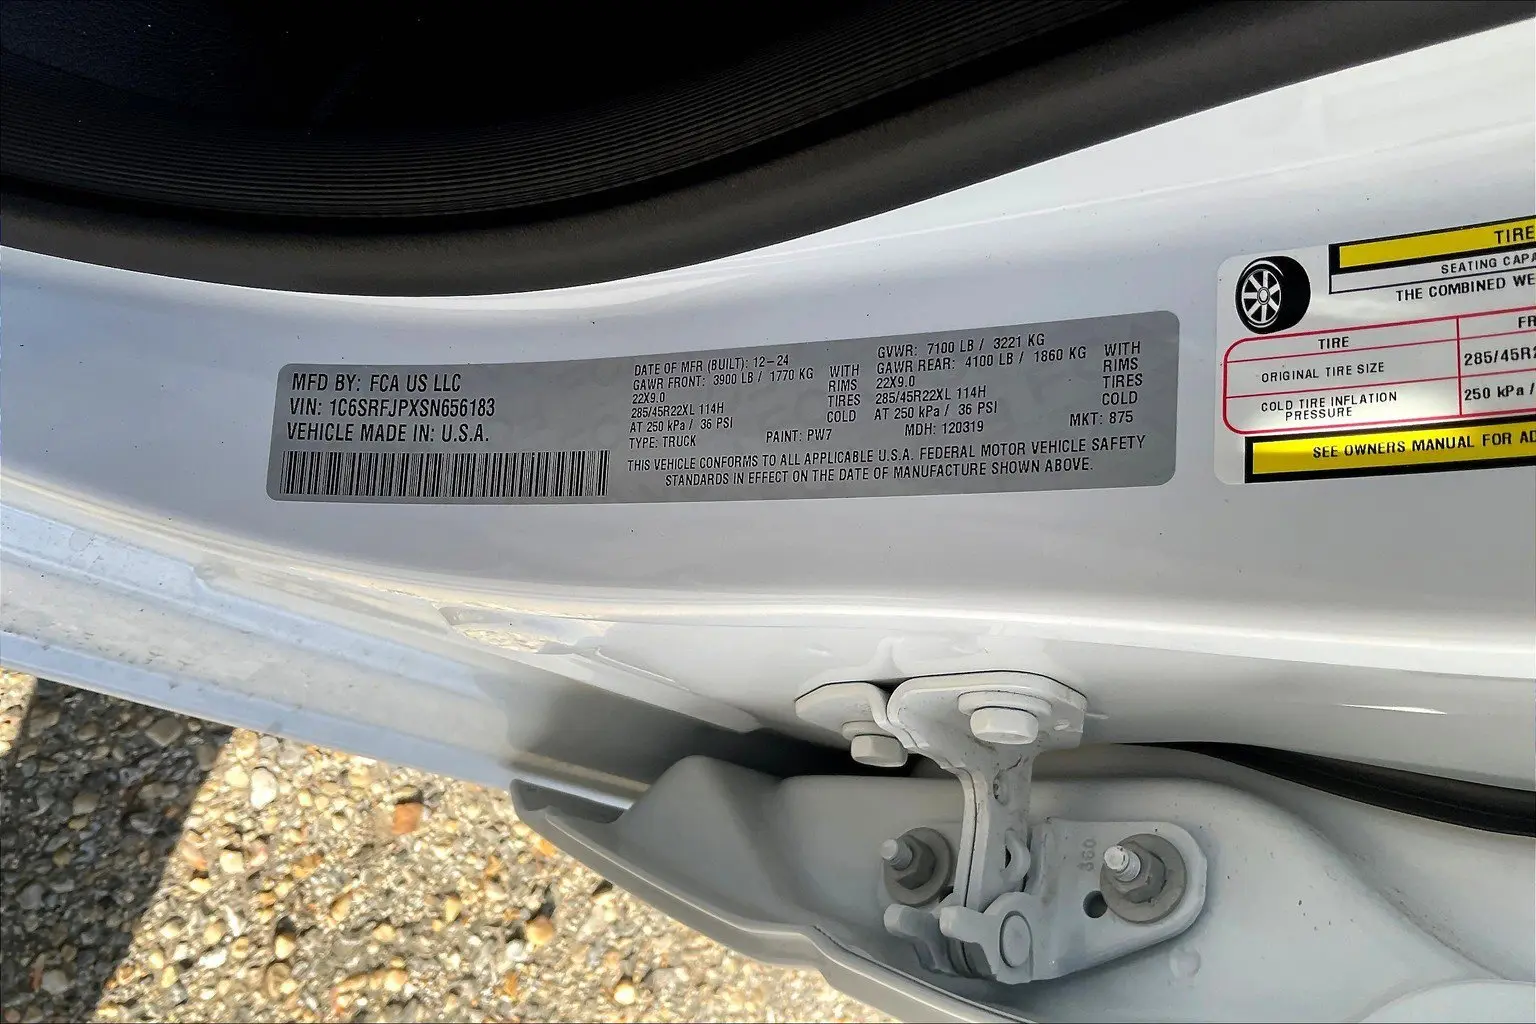 MFD BY: FCA US LLC
VIN: 1C6SRFJPXSN656183
VEHICLE MADE IN: U.S.A.
DATE OF MFR (BUILT): 12-24
GAWR FRONT: 3900 LB / 1770 KG WITH
22X9.0 RIMS
285/45R22XL 114H TIRES
AT 250 kPa / 36 PSI COLD
TYPE: TRUCK PAINT: PW7
GVWR: 7100 LB / 3221 KG
GAWR REAR: 4100 LB / 1860 KG WITH
22X9.0 RIMS
285/45R22XL 114H TIRES
AT 250 kPa / 36 PSI COLD
MDH: 120319 MKT: 875
THIS VEHICLE CONFORMS TO ALL APPLICABLE U.S.A. FEDERAL MOTOR VEHICLE SAFETY
STANDARDS IN EFFECT ON THE DATE OF MANUFACTURE SHOWN ABOVE.
TIRE
SEATING CAPA
THE COMBINED WE
TIRE FR
ORIGINAL TIRE SIZE 285/45R2
COLD TIRE INFLATION
PRESSURE 250 kPa /
SEE OWNERS MANUAL FOR AD
360